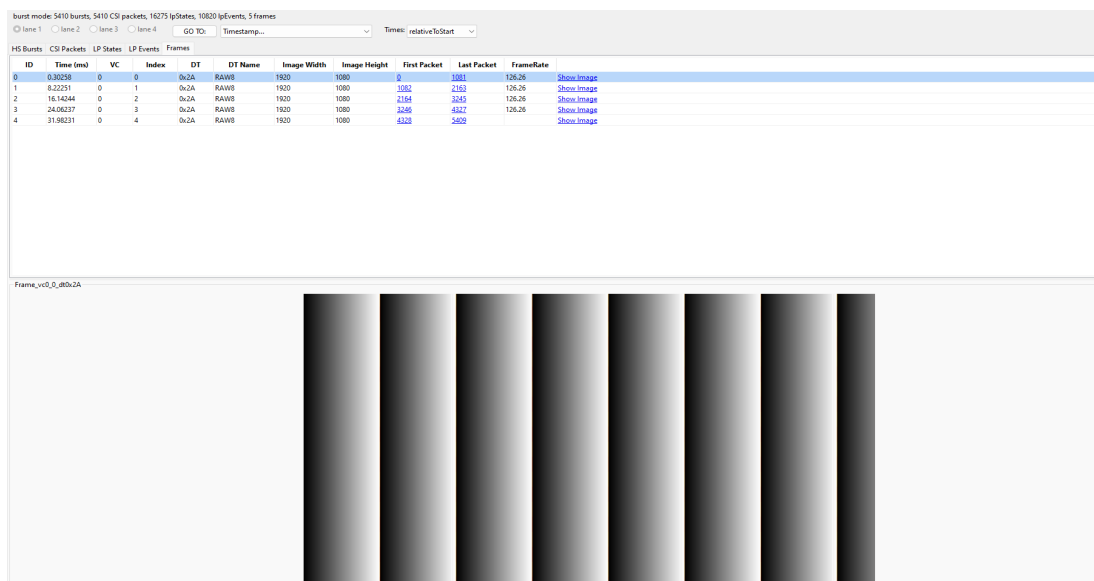 burst mode: 5410 bursts, 5410 CSI packets, 16275 lpStates, 10820 lpEvents, 5 frames
lane 1 lane 2 lane 3 lane 4 GO TO: Timestamp... Times: relativeToStart
HS Bursts CSI Packets LP States LP Events Frames
ID Time (ms) VC Index DT DT Name Image Width Image Height First Packet Last Packet FrameRate
0 0.30258 0 0 0x2A RAW8 1920 1080 0 1081 126.26 Show Image
1 8.22251 0 1 0x2A RAW8 1920 1080 1082 2163 126.26 Show Image
2 16.14244 0 2 0x2A RAW8 1920 1080 2164 3245 126.26 Show Image
3 24.06237 0 3 0x2A RAW8 1920 1080 3246 4327 126.26 Show Image
4 31.98231 0 4 0x2A RAW8 1920 1080 4328 5409 Show Image
Frame_vc0_0_dt0x2A